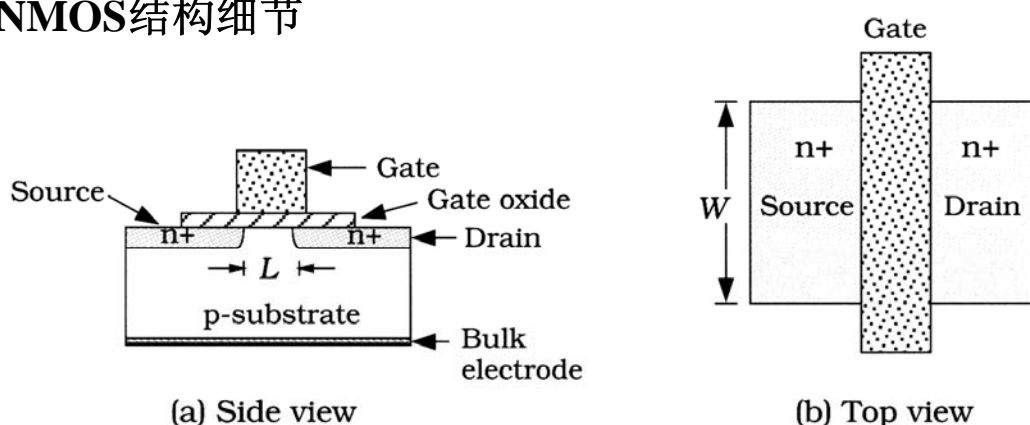 NMOS结构细节
Gate
Gate
Source
Gate oxide
n+
n+
Drain
L
p-substrate
Bulk
electrode
(a) Side view
n+
n+
W
Source
Drain
(b) Top view